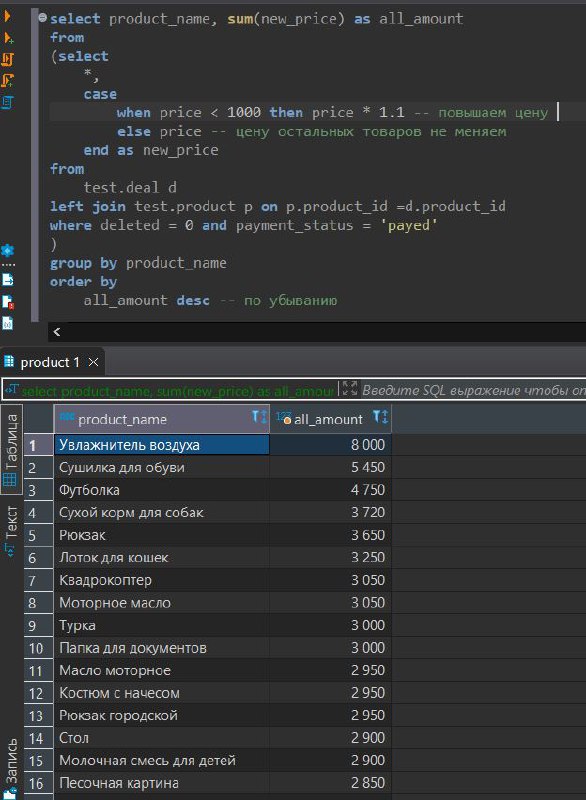 select product_name, sum(new_price) as all_amount
from
(select
*,
case
when price < 1000 then price * 1.1 -- повышаем цену
else price -- цену остальных товаров не меняем
end as new_price
from
test.deal d
left join test.product p on p.product_id =d.product_id
where deleted = 0 and payment_status = 'payed'
)
group by product_name
order by
all_amount desc -- по убыванию
product 1
select product_name, sum(new_price) as all_amour
Введите SQL выражение чтобы от
Таблица
Текст
Запись
product_name 123 all_amount
1 Увлажнитель воздуха 8 000
2 Сушилка для обуви 5 450
3 Футболка 4 750
4 Сухой корм для собак 3 720
5 Рюкзак 3 650
6 Лоток для кошек 3 250
7 Квадрокоптер 3 050
8 Моторное масло 3 050
9 Турка 3 000
10 Папка для документов 3 000
11 Масло моторное 2 950
12 Костюм с начесом 2 950
13 Рюкзак городской 2 950
14 Стол 2 900
15 Молочная смесь для детей 2 900
16 Песочная картина 2 850